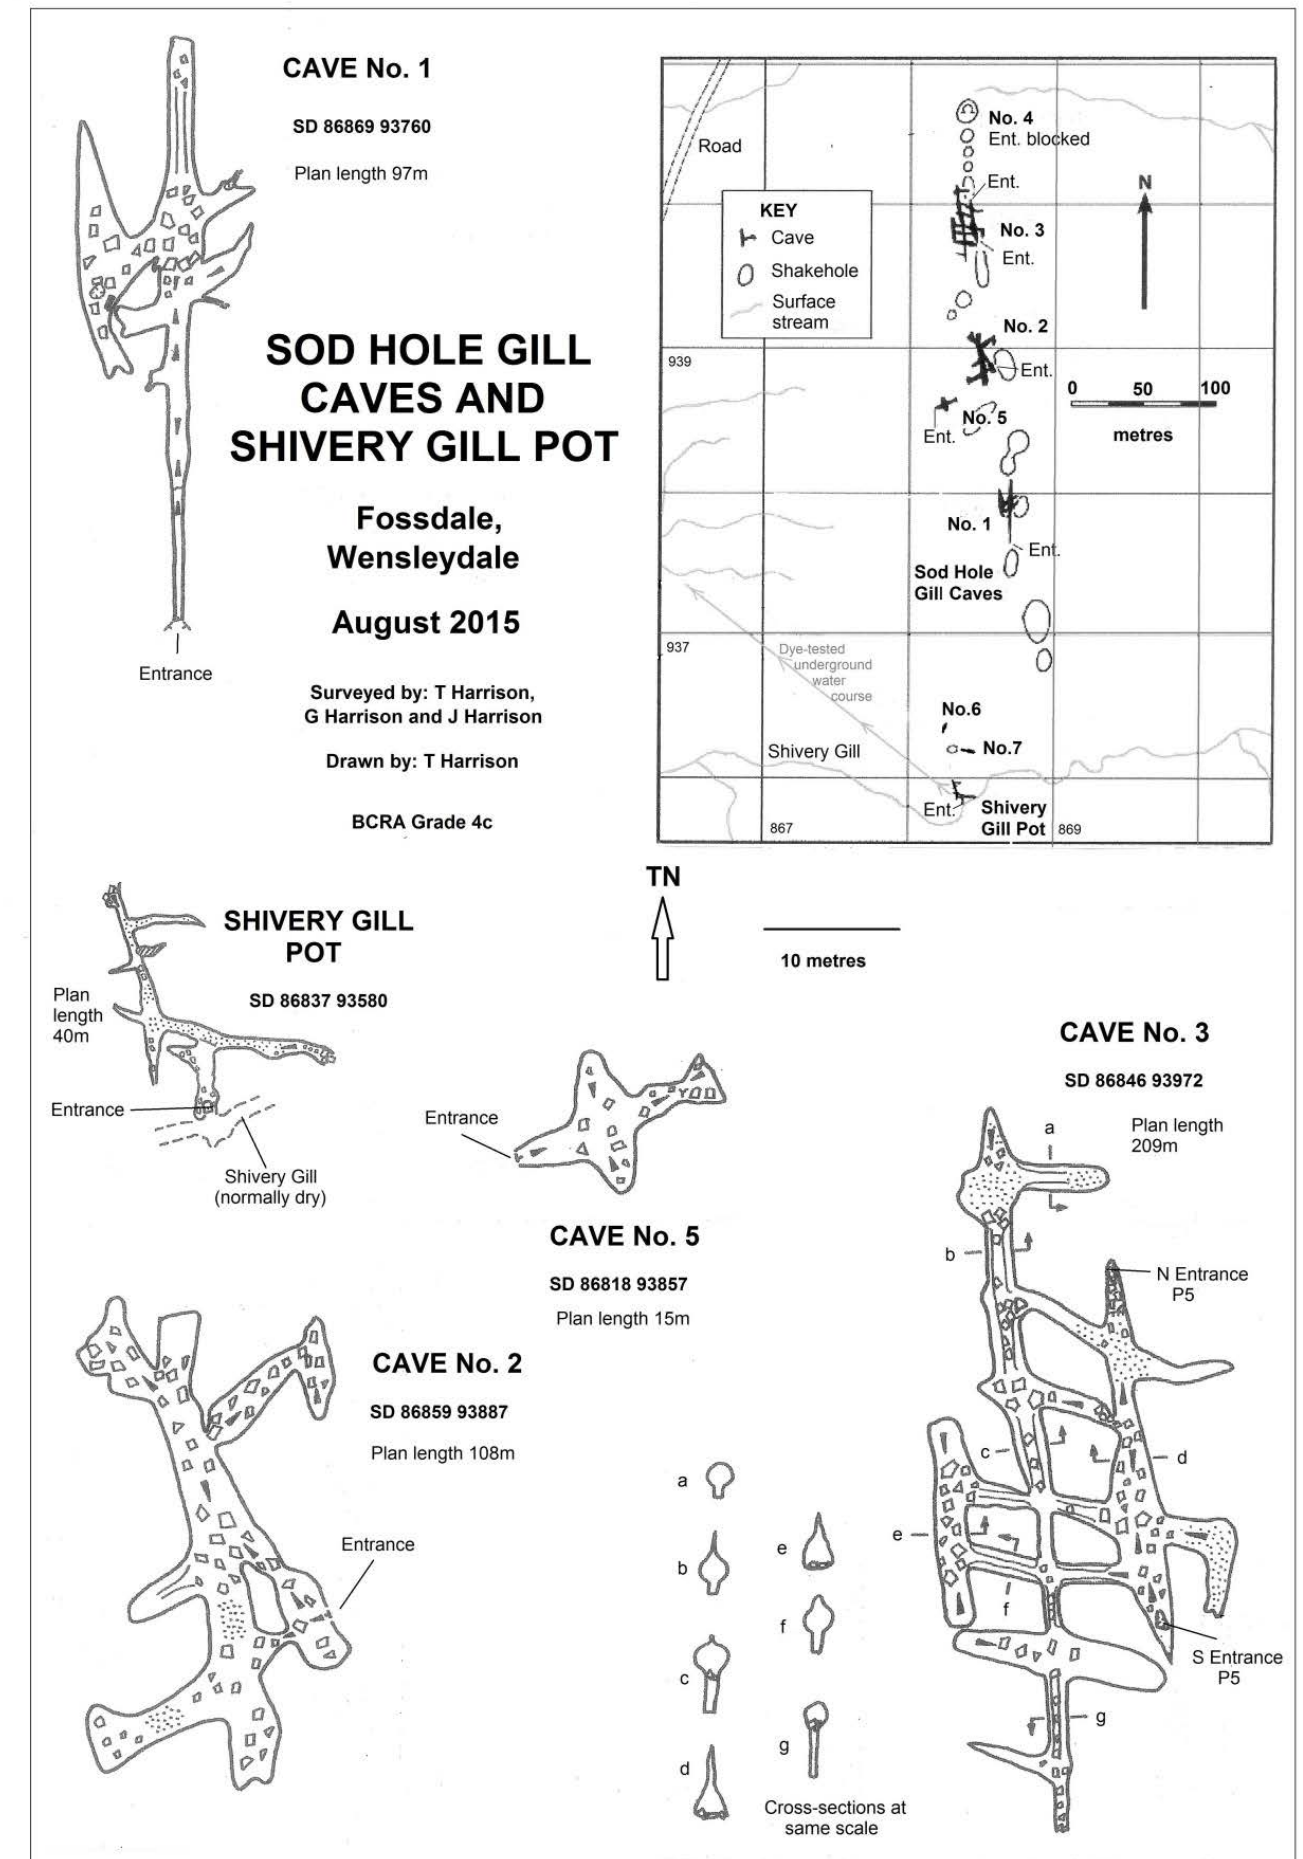 CAVE No. 1
SD 86869 93760
Plan length 97m
Entrance
SOD HOLE GILL
CAVES AND
SHIVERY GILL POT
Fossdale,
Wensleydale
August 2015
Surveyed by: T Harrison,
G Harrison and J Harrison
Drawn by: T Harrison
BCRA Grade 4c
No. 4
Ent. blocked
Road
Ent.
N
KEY
Cave
Shakehole
Surface
stream
No. 3
Ent.
No. 2
939
Ent.
0 50 100
metres
No. 5
Ent.
No. 1
Ent.
Sod Hole
Gill Caves
937
Dye-tested
underground
water
course
No.6
No.7
Shivery Gill
Ent.
Shivery
Gill Pot
867
869
TN
10 metres
SHIVERY GILL
POT
SD 86837 93580
Plan
length
40m
Entrance
Shivery Gill
(normally dry)
Entrance
CAVE No. 5
SD 86818 93857
Plan length 15m
CAVE No. 3
SD 86846 93972
Plan length
209m
a
b
N Entrance
P5
c
d
e
f
S Entrance
P5
g
CAVE No. 2
SD 86859 93887
Plan length 108m
Entrance
a
b
c
d
e
f
g
Cross-sections at
same scale